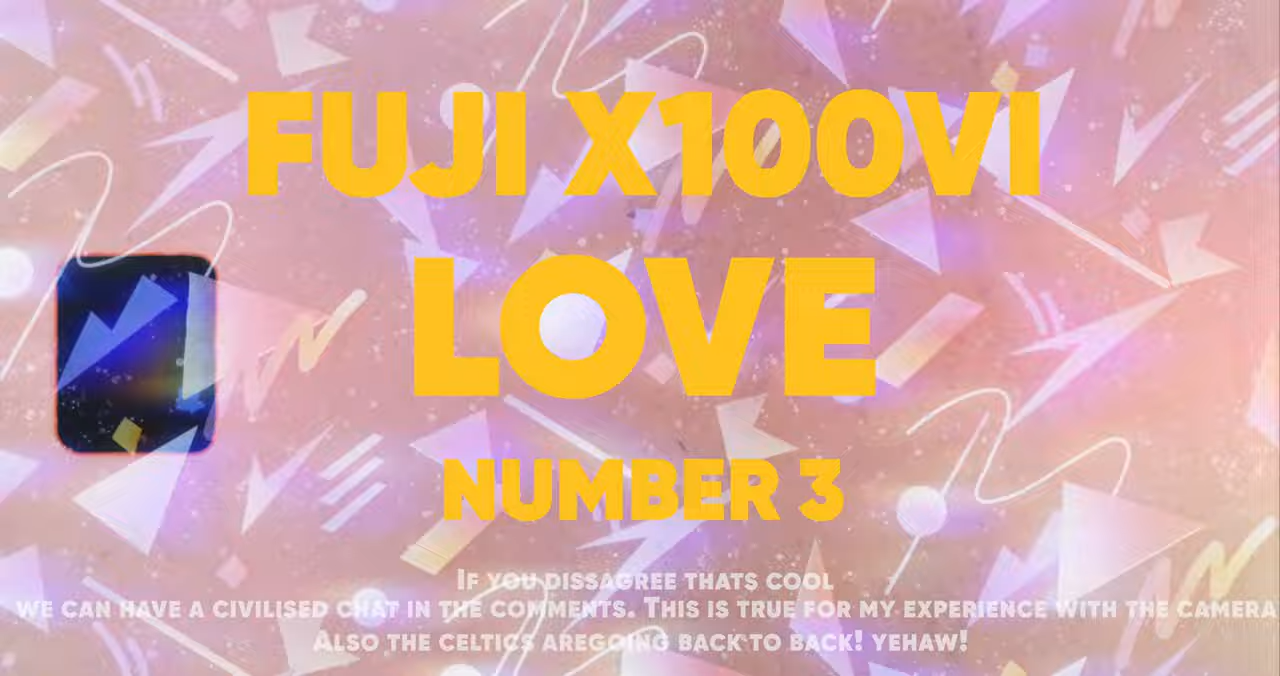 FUJI X100VI
LOVE
NUMBER 3
IF YOU DISSAGREE THATS COOL
WE CAN HAVE A CIVILISED CHAT IN THE COMMENTS. THIS IS TRUE FOR MY EXPERIENCE WITH THE CAMERA
ALSO THE CELTICS AREGOING BACK TO BACK! YEHAW!